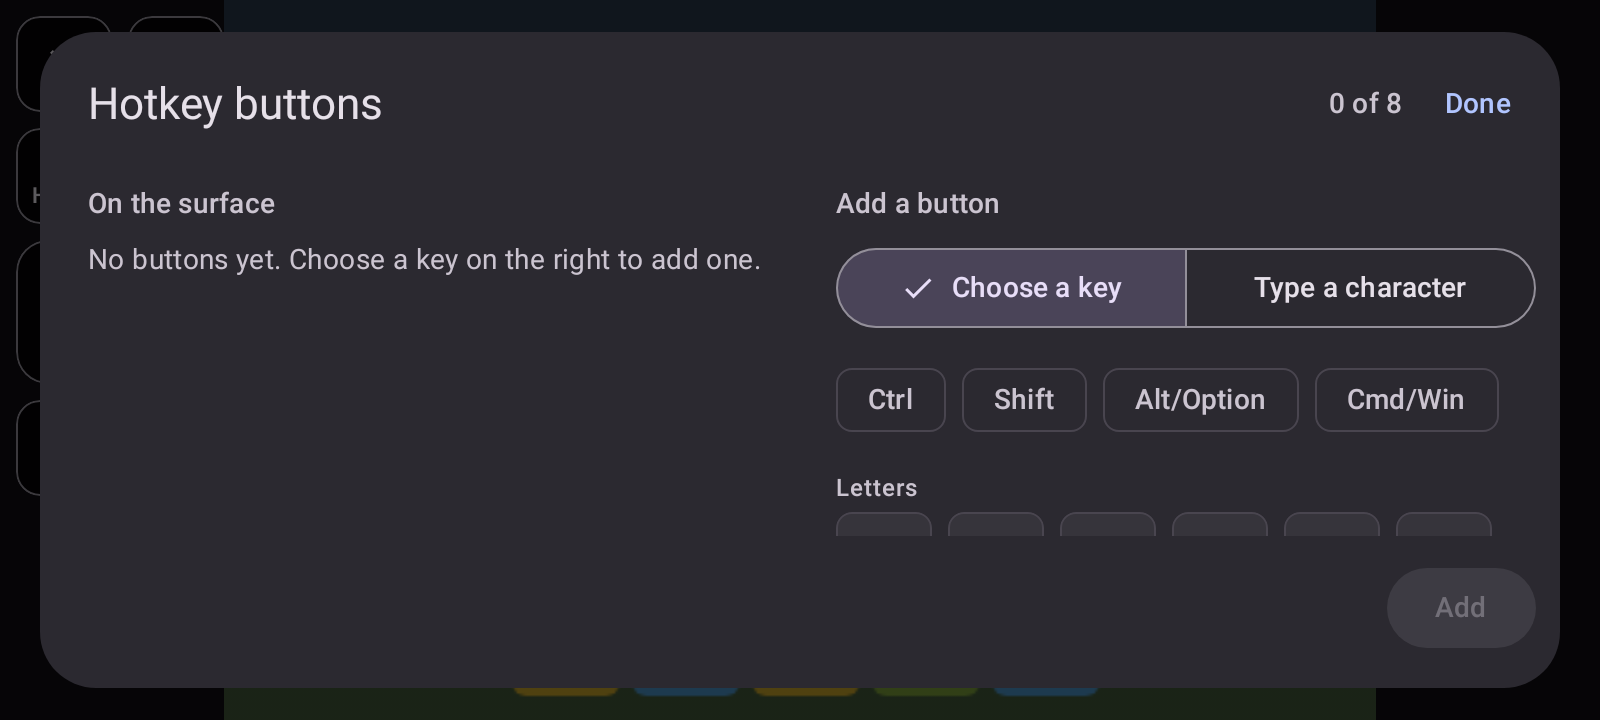 Hotkey buttons
0 of 8
Done
On the surface
No buttons yet. Choose a key on the right to add one.
Add a button
Choose a key
Type a character
Ctrl
Shift
Alt/Option
Cmd/Win
Letters
Add